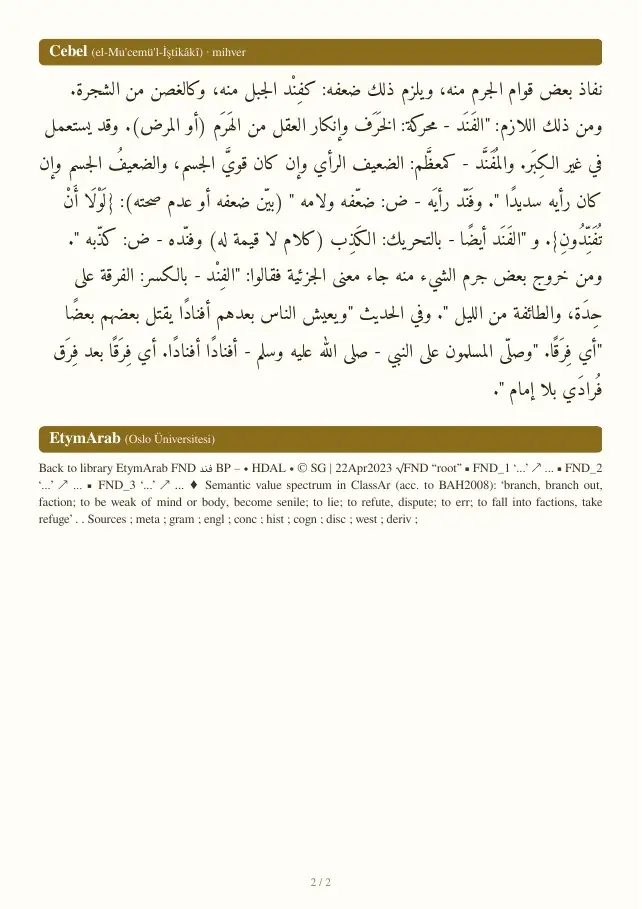 Cebel (el-Mu'cemü'l-İştikâkî) · mihver
نفاذ بعض قوام الجرم منه، ويلزم ذلك ضعفه: كفِنْد الجبل منه، وكالغصن من الشجرة.
ومن ذلك اللازم: "الفَنَد - محركة: الخَرَف وإنكار العقل من الهَرَم (أو المرض). وقد يستعمل
في غير الكِبَر. والمُفَنَّد - كمعظَّم: الضعيف الرأي وإن كان قويَّ الجسم، والضعيفُ الجسم وإن
كان رأيه سديدًا ". وفَنّد رأيَه - ض: ضعّفه ولامه " (بيّن ضعفه أو عدم صحته): {لَوْلَا أَنْ
تُفَنِّدُونِ}. و "الفَنَد أيضًا - بالتحريك: الكَذِب (كلام لا قيمة له) وفنّده - ض: كذّبه ".
ومن خروج بعض جرم الشيء منه جاء معنى الجزئية فقالوا: "الفِنْد - بالكسر: الفرقة على
حِدَة، والطائفة من الليل ". وفي الحديث "ويعيش الناس بعدهم أفنادًا يقتل بعضهم بعضًا
"أي فِرَقًا. "وصلّى المسلمون على النبي - صلى الله عليه وسلم - أفنادًا أفنادًا. أي فِرَقًا بعد فِرَق
فُرادَي بلا إمام ".
EtymArab (Oslo Üniversitesi)
Back to library EtymArab FND فند BP – • HDAL • © SG | 22Apr2023 √FND “root” ▪ FND_1 ‘...’ ↗ ... ▪ FND_2
‘...’ ↗ ... ▪ FND_3 ‘...’ ↗ ... ♦ Semantic value spectrum in ClassAr (acc. to BAH2008): ‘branch, branch out,
faction; to be weak of mind or body, become senile; to lie; to refute, dispute; to err; to fall into factions, take
refuge’ . . Sources ; meta ; gram ; engl ; conc ; hist ; cogn ; disc ; west ; deriv ;
2 / 2